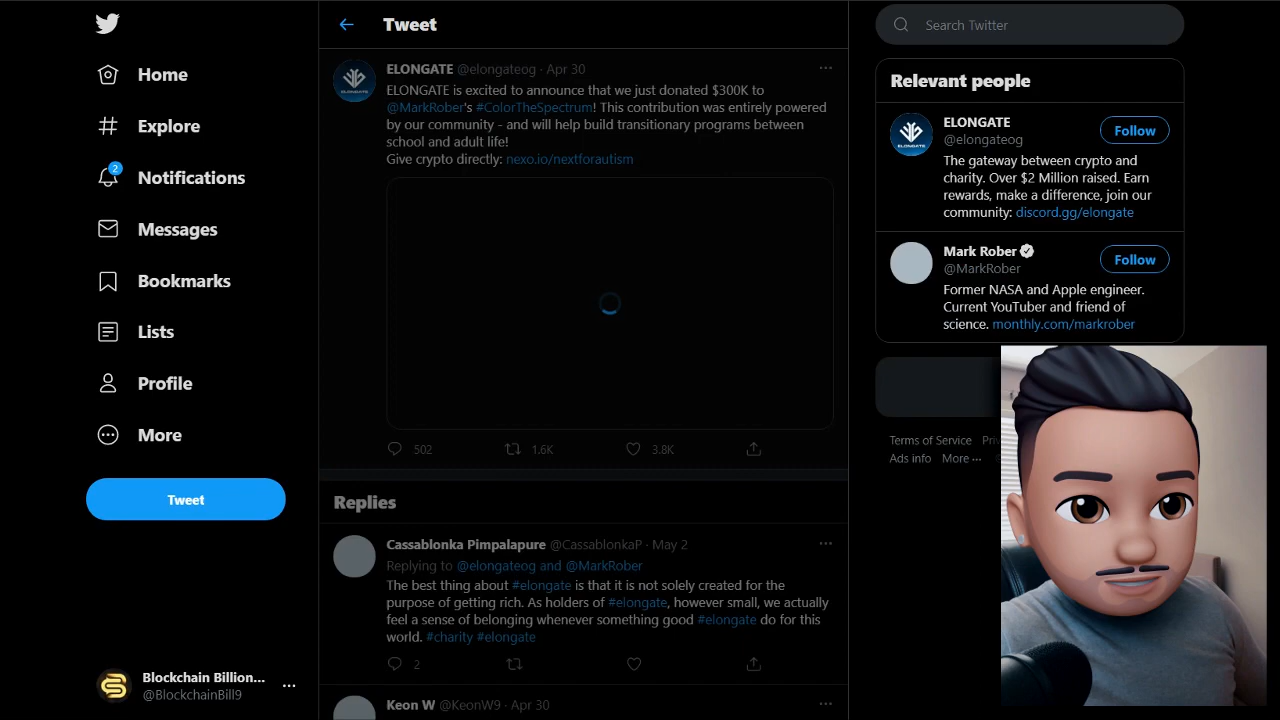 Home
Explore
2
Notifications
Messages
Bookmarks
Lists
Profile
More
Tweet
Blockchain Billion...
@BlockchainBill9
Tweet
ELONGATE @elongateog · Apr 30
ELONGATE is excited to announce that we just donated $300K to
@MarkRober's #ColorTheSpectrum! This contribution was entirely powered
by our community - and will help build transitionary programs between
school and adult life!
Give crypto directly: nexo.io/nextforautism
502 1.6K 3.8K
Replies
Cassablonka Pimpalapure @CassablonkaP · May 2
Replying to @elongateog and @MarkRober
The best thing about #elongate is that it is not solely created for the
purpose of getting rich. As holders of #elongate, however small, we actually
feel a sense of belonging whenever something good #elongate do for this
world. #charity #elongate
2
Keon W @KeonW9 · Apr 30
Search Twitter
Relevant people
ELONGATE
@elongateog
Follow
The gateway between crypto and
charity. Over $2 Million raised. Earn
rewards, make a difference, join our
community: discord.gg/elongate
Mark Rober
@MarkRober
Follow
Former NASA and Apple engineer.
Current YouTuber and friend of
science. monthly.com/markrober
Terms of Service
Ads info More ...